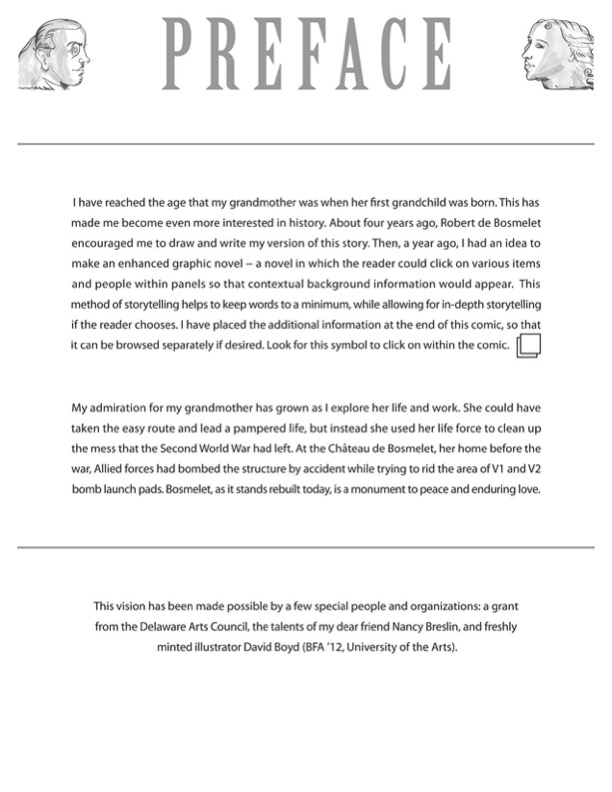 PREFACE
I have reached the age that my grandmother was when her first grandchild was born. This has
made me become even more interested in history. About four years ago, Robert de Bosmelet
encouraged me to draw and write my version of this story. Then, a year ago, I had an idea to
make an enhanced graphic novel – a novel in which the reader could click on various items
and people within panels so that contextual background information would appear. This
method of storytelling helps to keep words to a minimum, while allowing for in-depth storytelling
if the reader chooses. I have placed the additional information at the end of this comic, so that
it can be browsed separately if desired. Look for this symbol to click on within the comic.
My admiration for my grandmother has grown as I explore her life and work. She could have
taken the easy route and lead a pampered life, but instead she used her life force to clean up
the mess that the Second World War had left. At the Château de Bosmelet, her home before the
war, Allied forces had bombed the structure by accident while trying to rid the area of V1 and V2
bomb launch pads. Bosmelet, as it stands rebuilt today, is a monument to peace and enduring love.
This vision has been made possible by a few special people and organizations: a grant
from the Delaware Arts Council, the talents of my dear friend Nancy Breslin, and freshly
minted illustrator David Boyd (BFA ’12, University of the Arts).